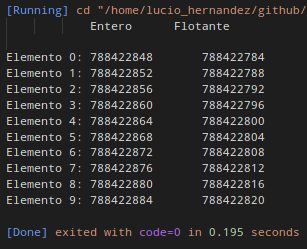 [Running] cd "/home/lucio_hernandez/github/
Entero Flotante
Elemento 0: 788422848 788422784
Elemento 1: 788422852 788422788
Elemento 2: 788422856 788422792
Elemento 3: 788422860 788422796
Elemento 4: 788422864 788422800
Elemento 5: 788422868 788422804
Elemento 6: 788422872 788422808
Elemento 7: 788422876 788422812
Elemento 8: 788422880 788422816
Elemento 9: 788422884 788422820
[Done] exited with code=0 in 0.195 seconds